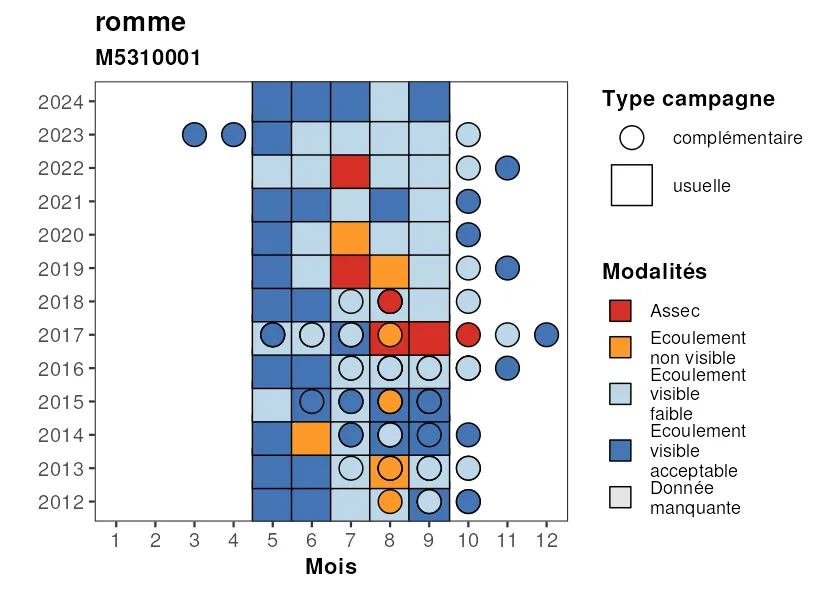 romme
M5310001
2024
2023
2022
2021
2020
2019
2018
2017
2016
2015
2014
2013
2012
1 2 3 4 5 6 7 8 9 10 11 12
Mois
Type campagne
complémentaire
usuelle
Modalités
Assec
Ecoulement
non visible
Ecoulement
visible
faible
Ecoulement
visible
acceptable
Donnée
manquante